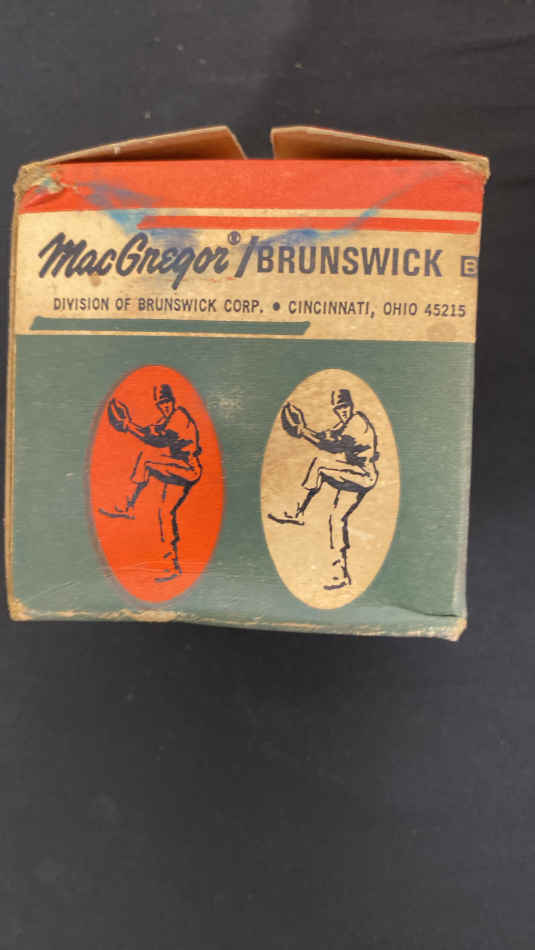 MacGregor®/BRUNSWICK B
DIVISION OF BRUNSWICK CORP. • CINCINNATI, OHIO 45215